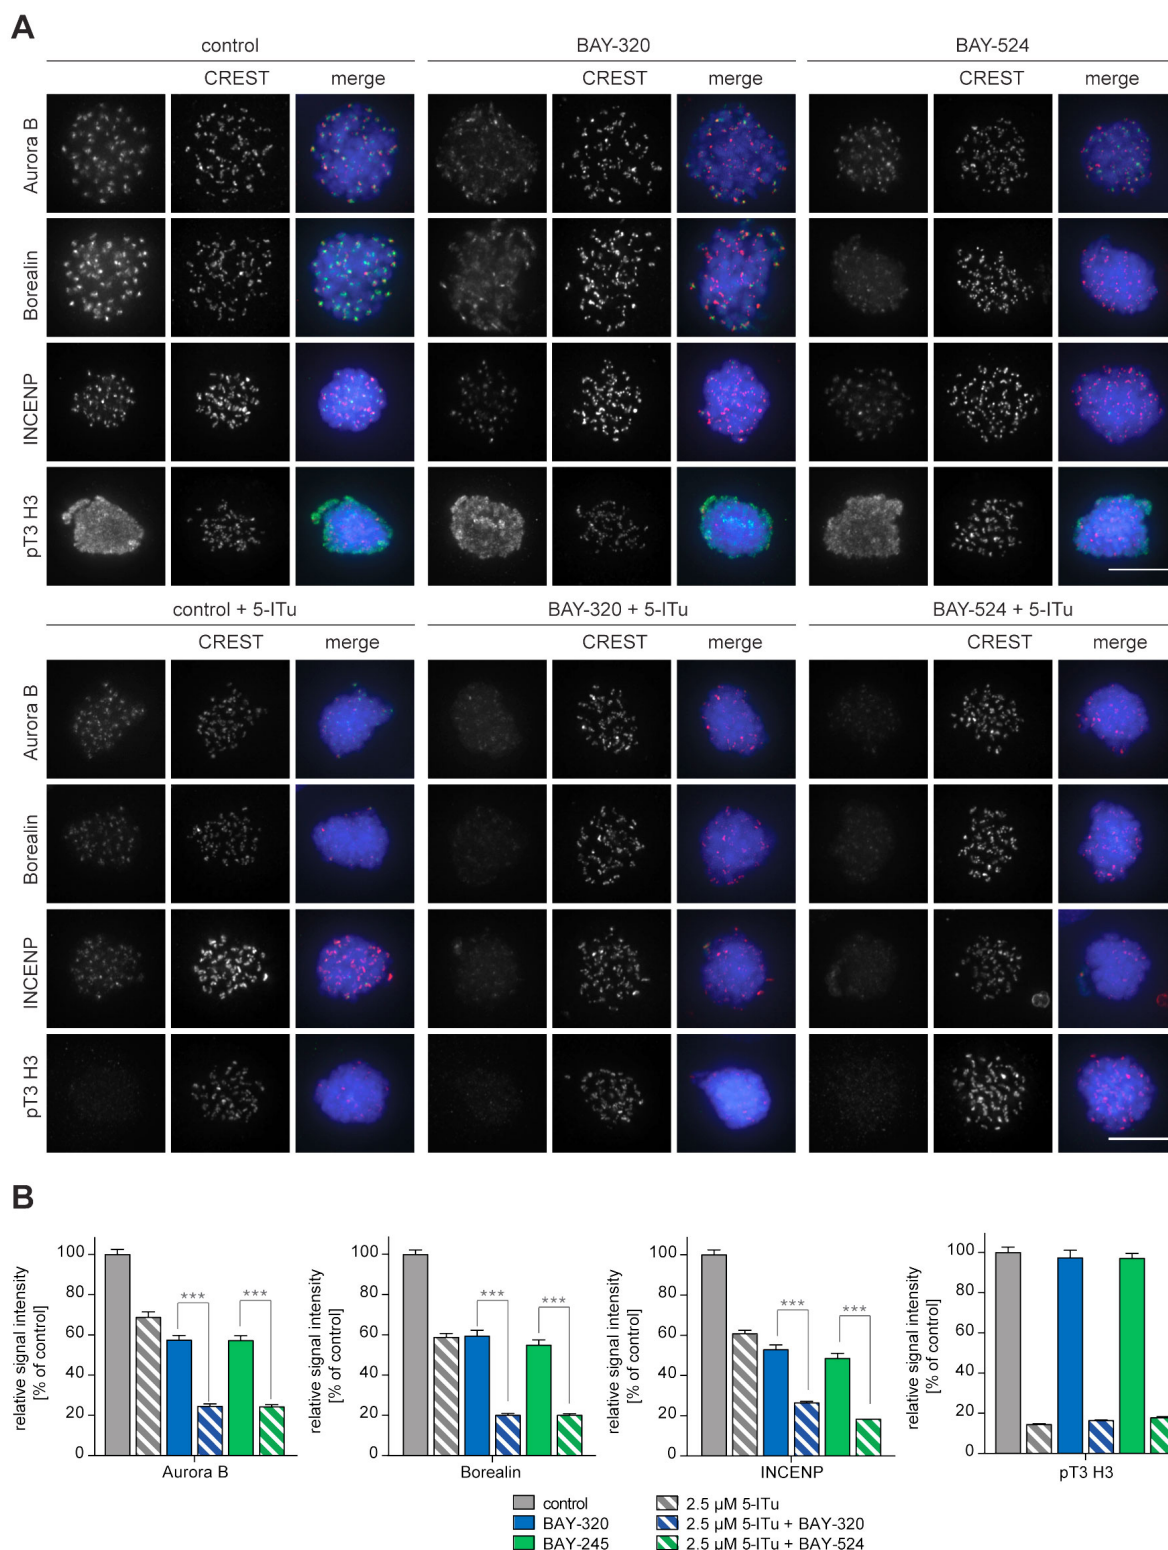 A
control BAY-320 BAY-524
CREST merge CREST merge CREST merge
Aurora B
Borealin
INCENP
pT3 H3
control + 5-ITu BAY-320 + 5-ITu BAY-524 + 5-ITu
CREST merge CREST merge CREST merge
Aurora B
Borealin
INCENP
pT3 H3
B
relative signal intensity
[% of control]
100
80
60
40
20
0
*** ***
Aurora B
relative signal intensity
[% of control]
100
80
60
40
20
0
*** ***
Borealin
relative signal intensity
[% of control]
100
80
60
40
20
0
*** ***
INCENP
relative signal intensity
[% of control]
100
80
60
40
20
0
pT3 H3
control 2.5 µM 5-ITu
BAY-320 2.5 µM 5-ITu + BAY-320
BAY-245 2.5 µM 5-ITu + BAY-524